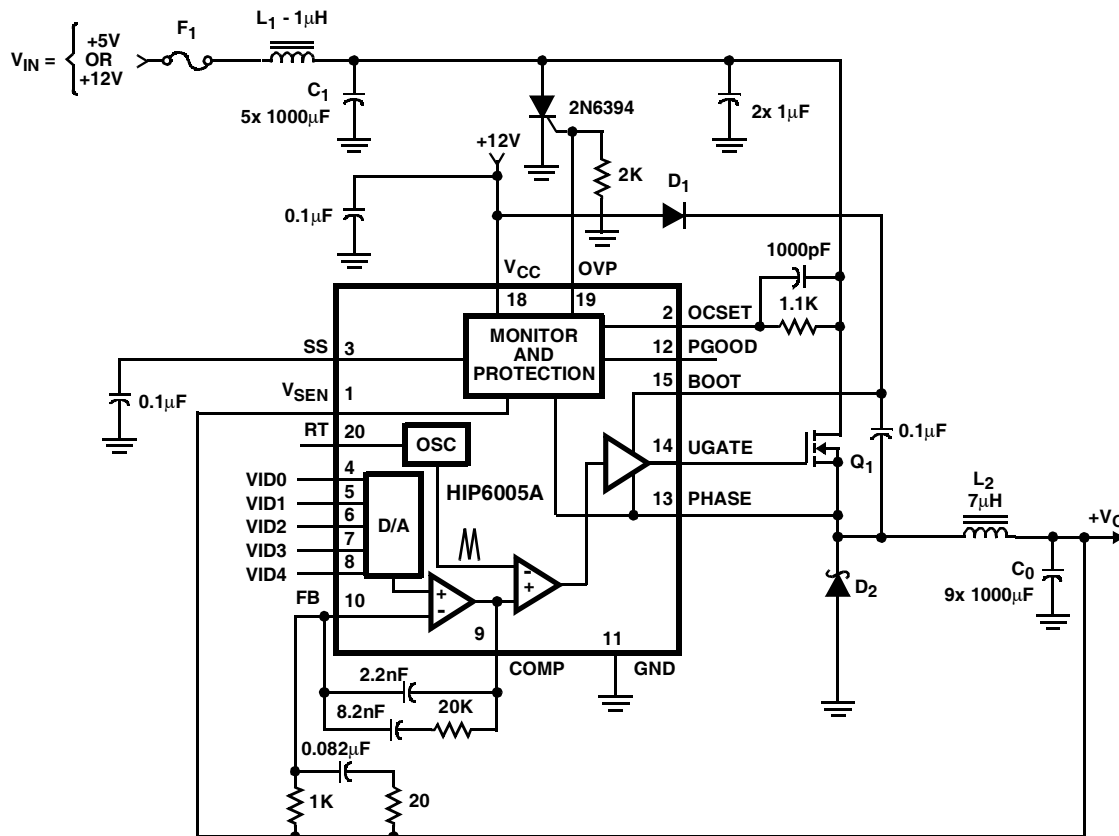 F1
L1 - 1μH
VIN =
+5V
OR
+12V
C1
5x 1000μF
2N6394
2x 1μF
+12V
2K
D1
0.1μF
1000pF
VCC
OVP
18
19
1.1K
2
OCSET
MONITOR
AND
PROTECTION
SS
3
12
PGOOD
15
BOOT
VSEN
1
0.1μF
0.1μF
RT
20
OSC
14
UGATE
Q1
VID0
4
HIP6005A
13
PHASE
L2
7μH
VID1
5
VID2
6
D/A
+VO
VID3
7
VID4
8
-
+
D2
C0
9x 1000μF
FB
10
+
-
9
11
COMP
GND
2.2nF
8.2nF
20K
0.082μF
1K
20